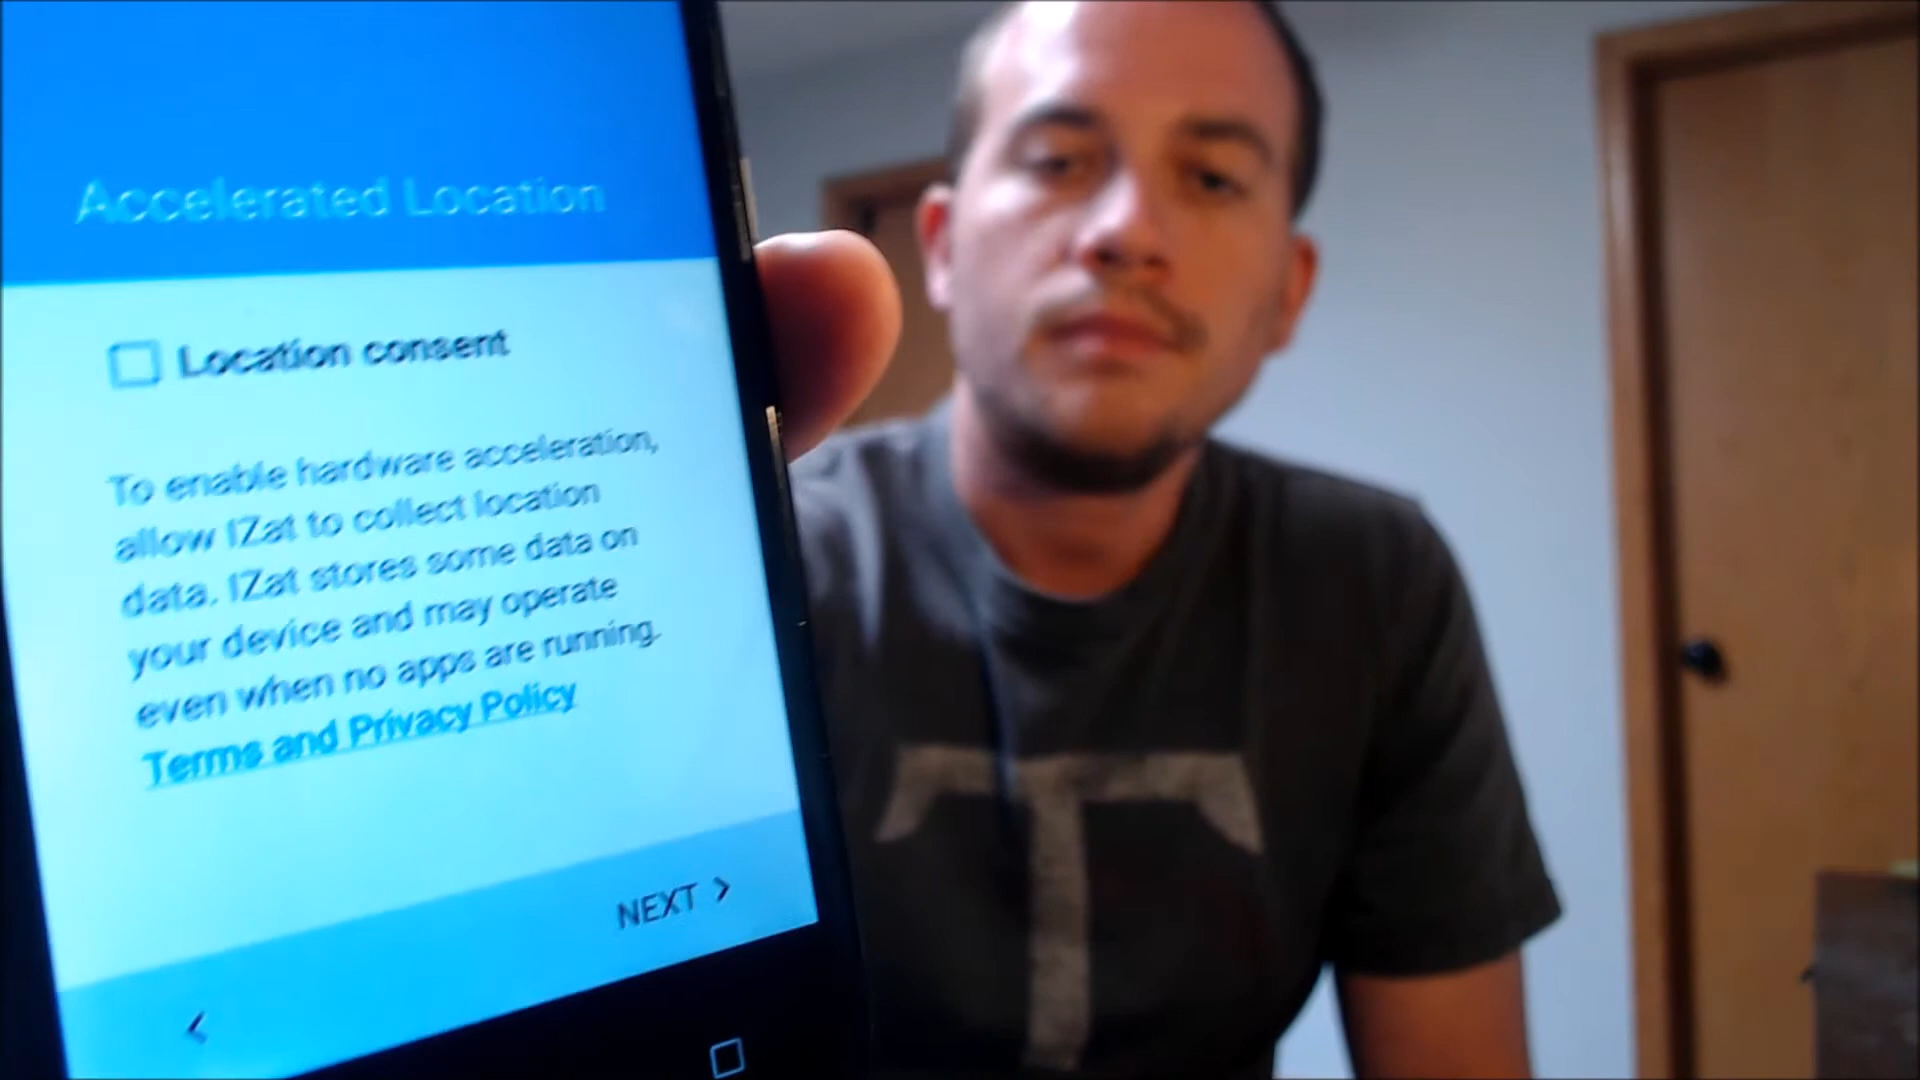 Accelerated Location
Location consent
To enable hardware acceleration,
allow IZat to collect location
data. IZat stores some data on
your device and may operate
even when no apps are running.
Terms and Privacy Policy
NEXT
T